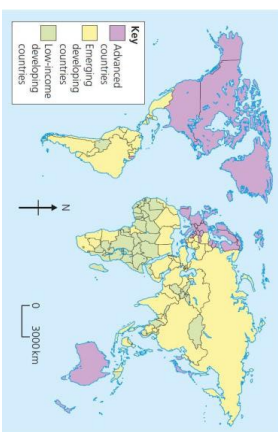 Key
Advanced
countries
Emerging
developing
countries
Low-income
developing
countries
N
0 3000 km